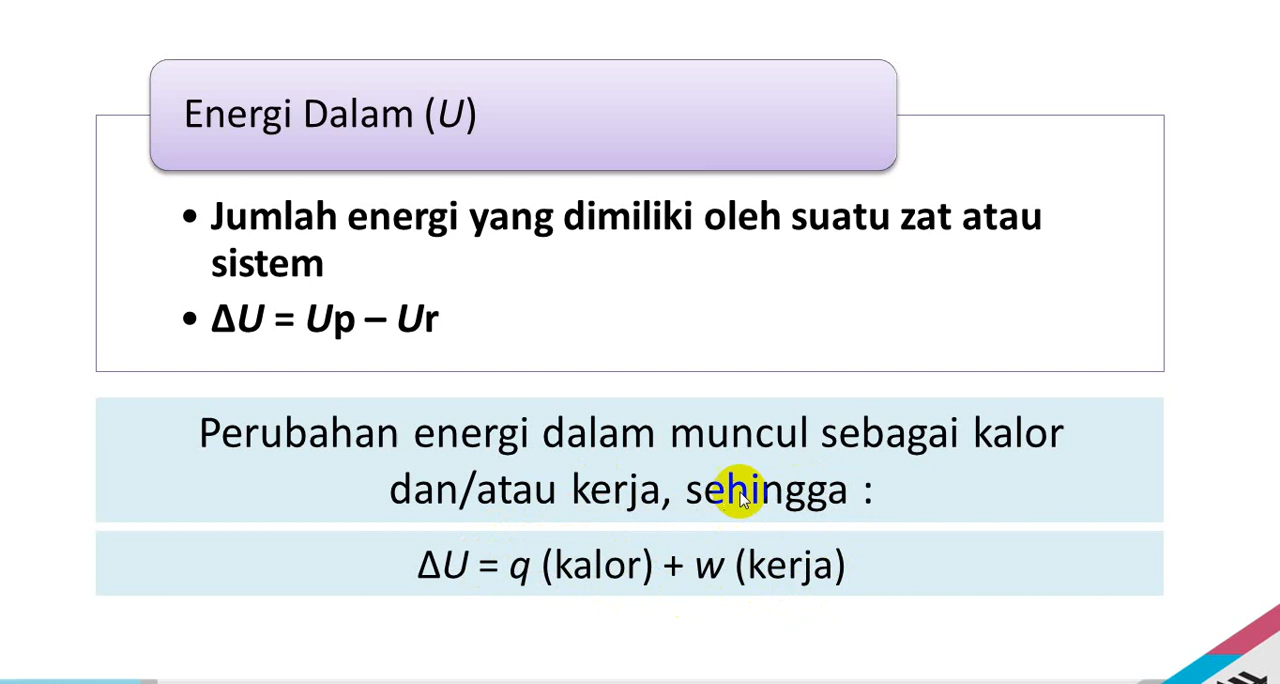 Energi Dalam (U)
• Jumlah energi yang dimiliki oleh suatu zat atau
sistem
• ΔU = Up – Ur
Perubahan energi dalam muncul sebagai kalor
dan/atau kerja, sehingga :
ΔU = q (kalor) + w (kerja)